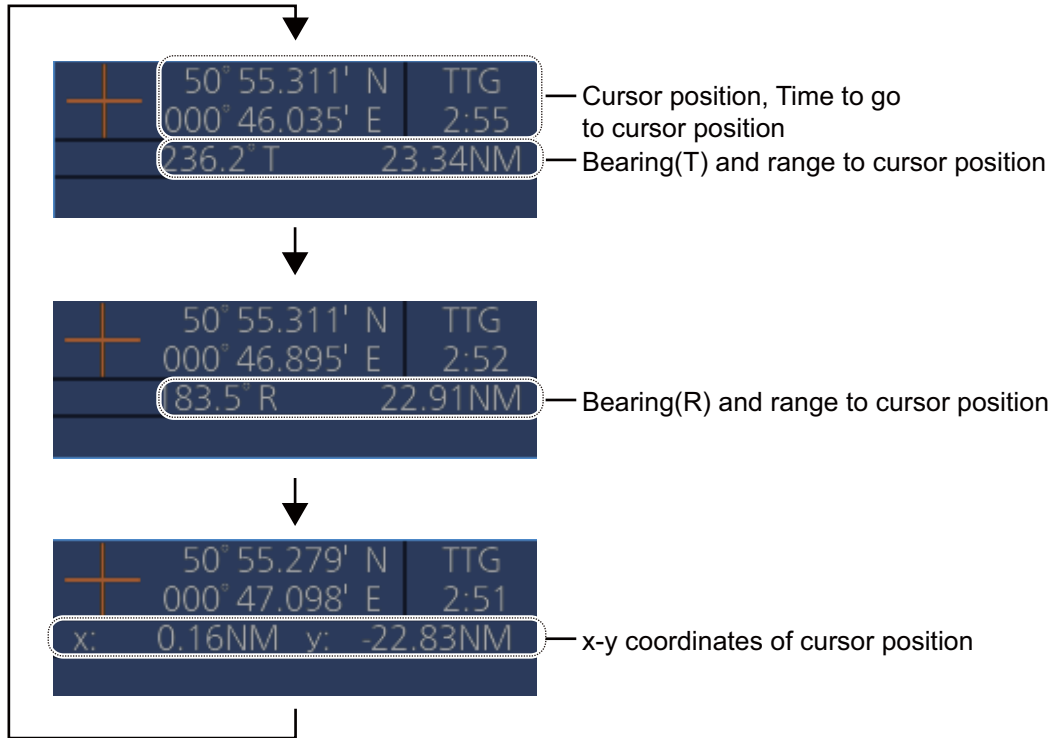 50° 55.311' N TTG
000° 46.035' E 2:55
Cursor position, Time to go
to cursor position
236.2° T 23.34NM
Bearing(T) and range to cursor position
50° 55.311' N TTG
000° 46.895' E 2:52
183.5° R 22.91NM
Bearing(R) and range to cursor position
50° 55.279' N TTG
000° 47.098' E 2:51
x: 0.16NM y: -22.83NM
x-y coordinates of cursor position